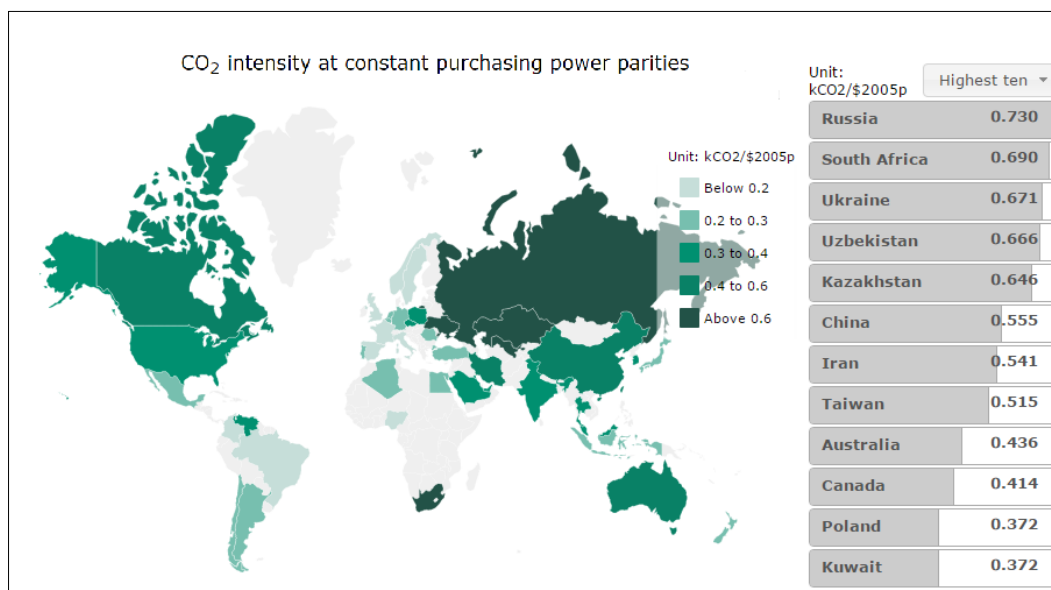 CO₂ intensity at constant purchasing power parities
Unit: kCO2/$2005p
Below 0.2
0.2 to 0.3
0.3 to 0.4
0.4 to 0.6
Above 0.6
Unit:
kCO2/$2005p
Highest ten
Russia 0.730
South Africa 0.690
Ukraine 0.671
Uzbekistan 0.666
Kazakhstan 0.646
China 0.555
Iran 0.541
Taiwan 0.515
Australia 0.436
Canada 0.414
Poland 0.372
Kuwait 0.372